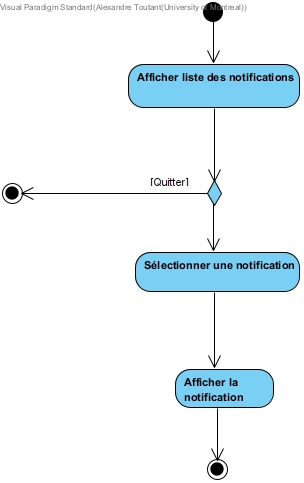 Visual Paradigm Standard(Alexandre Toutant(University of Montreal))
Afficher liste des notifications
[Quitter]
Sélectionner une notification
Afficher la
notification